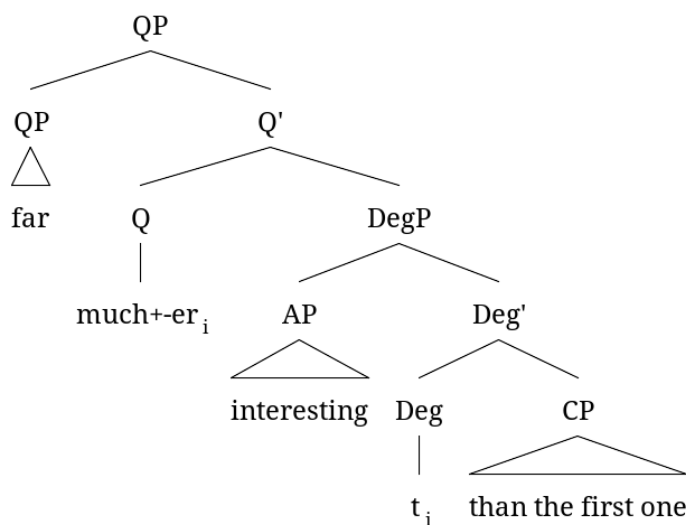 QP
QP Q'
far Q DegP
much+-er i AP Deg'
interesting Deg CP
t i than the first one